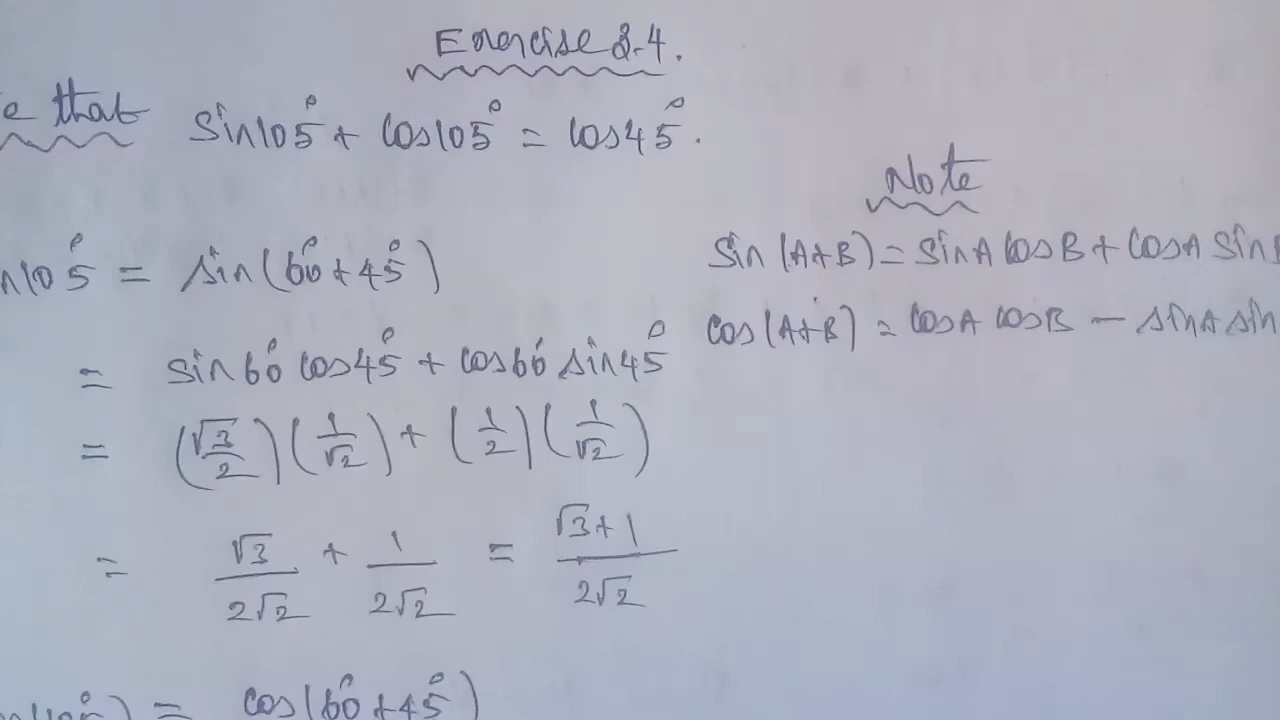 Exercise 3.4.
e that sin105° + cos105° = cos45°.
Note
n105° = sin(60°+45°)
sin(A+B) = sinA cosB + cosA sin
= sin60° cos45° + cos60° sin45°
cos(A+B) = cosA cosB - sinA sin
= (√3/2)(1/√2) + (1/2)(1/√2)
= √3/2√2 + 1/2√2 = √3+1/2√2
= cos(60°+45°)